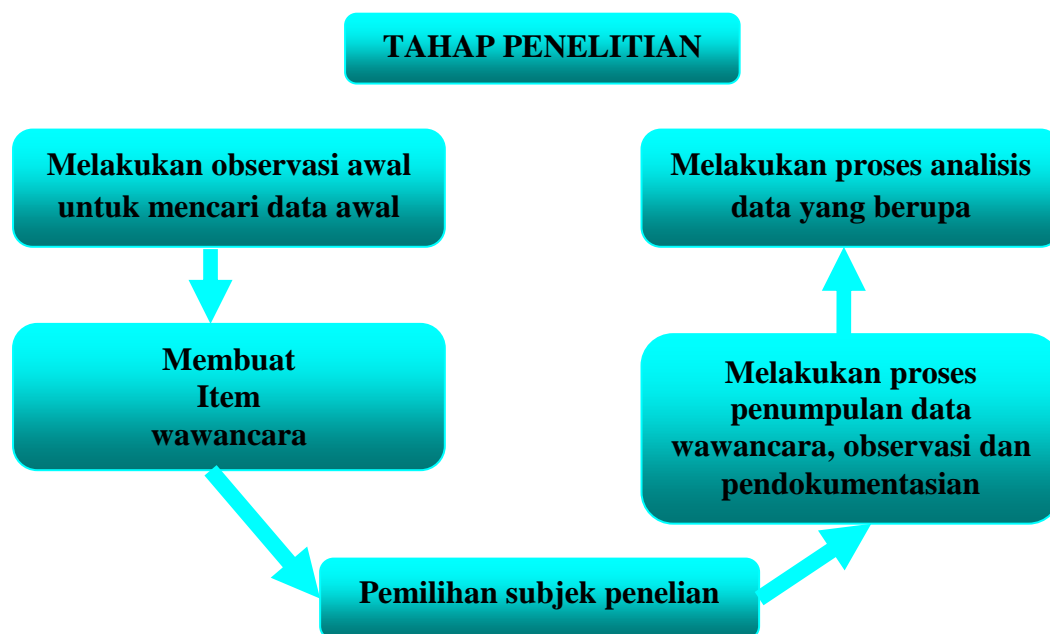 TAHAP PENELITIAN
Melakukan observasi awal
untuk mencari data awal
Membuat
Item
wawancara
Pemilihan subjek penelian
Melakukan proses
penumpulan data
wawancara, observasi dan
pendokumentasian
Melakukan proses analisis
data yang berupa